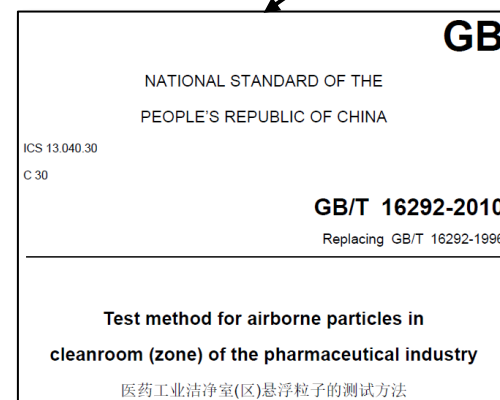 GB
NATIONAL STANDARD OF THE
PEOPLE'S REPUBLIC OF CHINA
ICS 13.040.30
C 30
GB/T 16292-2010
Replacing GB/T 16292-1996
Test method for airborne particles in
cleanroom (zone) of the pharmaceutical industry
医药工业洁净室(区)悬浮粒子的测试方法